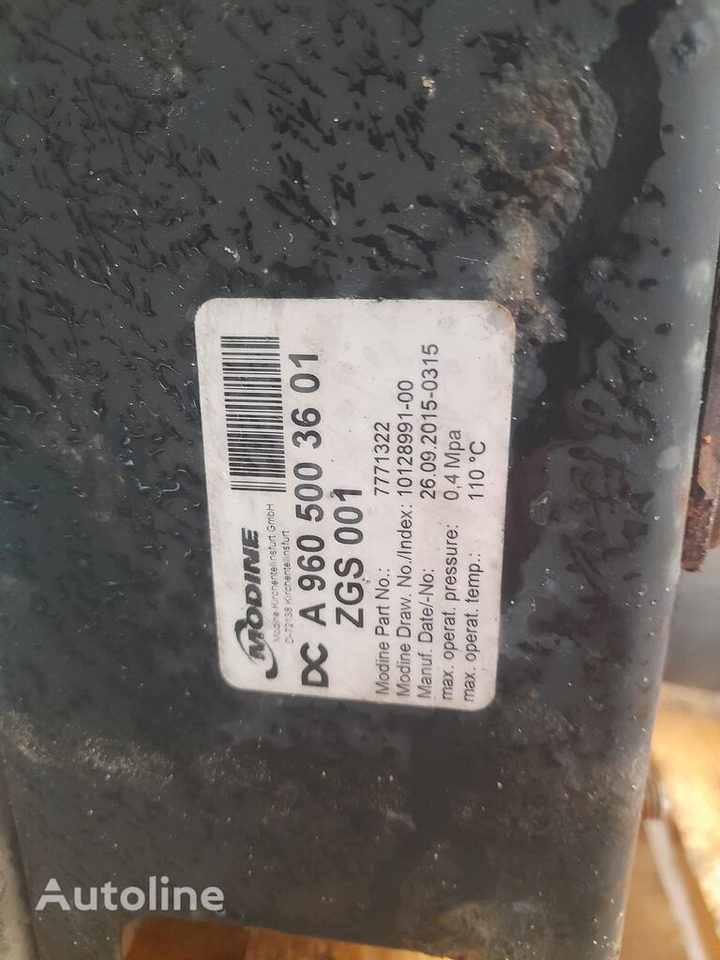 MODINE
Modine Kirchentellinsfurt GmbH
D-72138 Kirchentellinsfurt
DC A 960 500 36 01
ZGS 001
Modine Part No.: 7771322
Modine Draw. No./Index: 10128991-00
Manuf. Date/-No: 26.09.2015-0315
max. operat. pressure: 0,4 Mpa
max. operat. temp.: 110 °C
Autoline